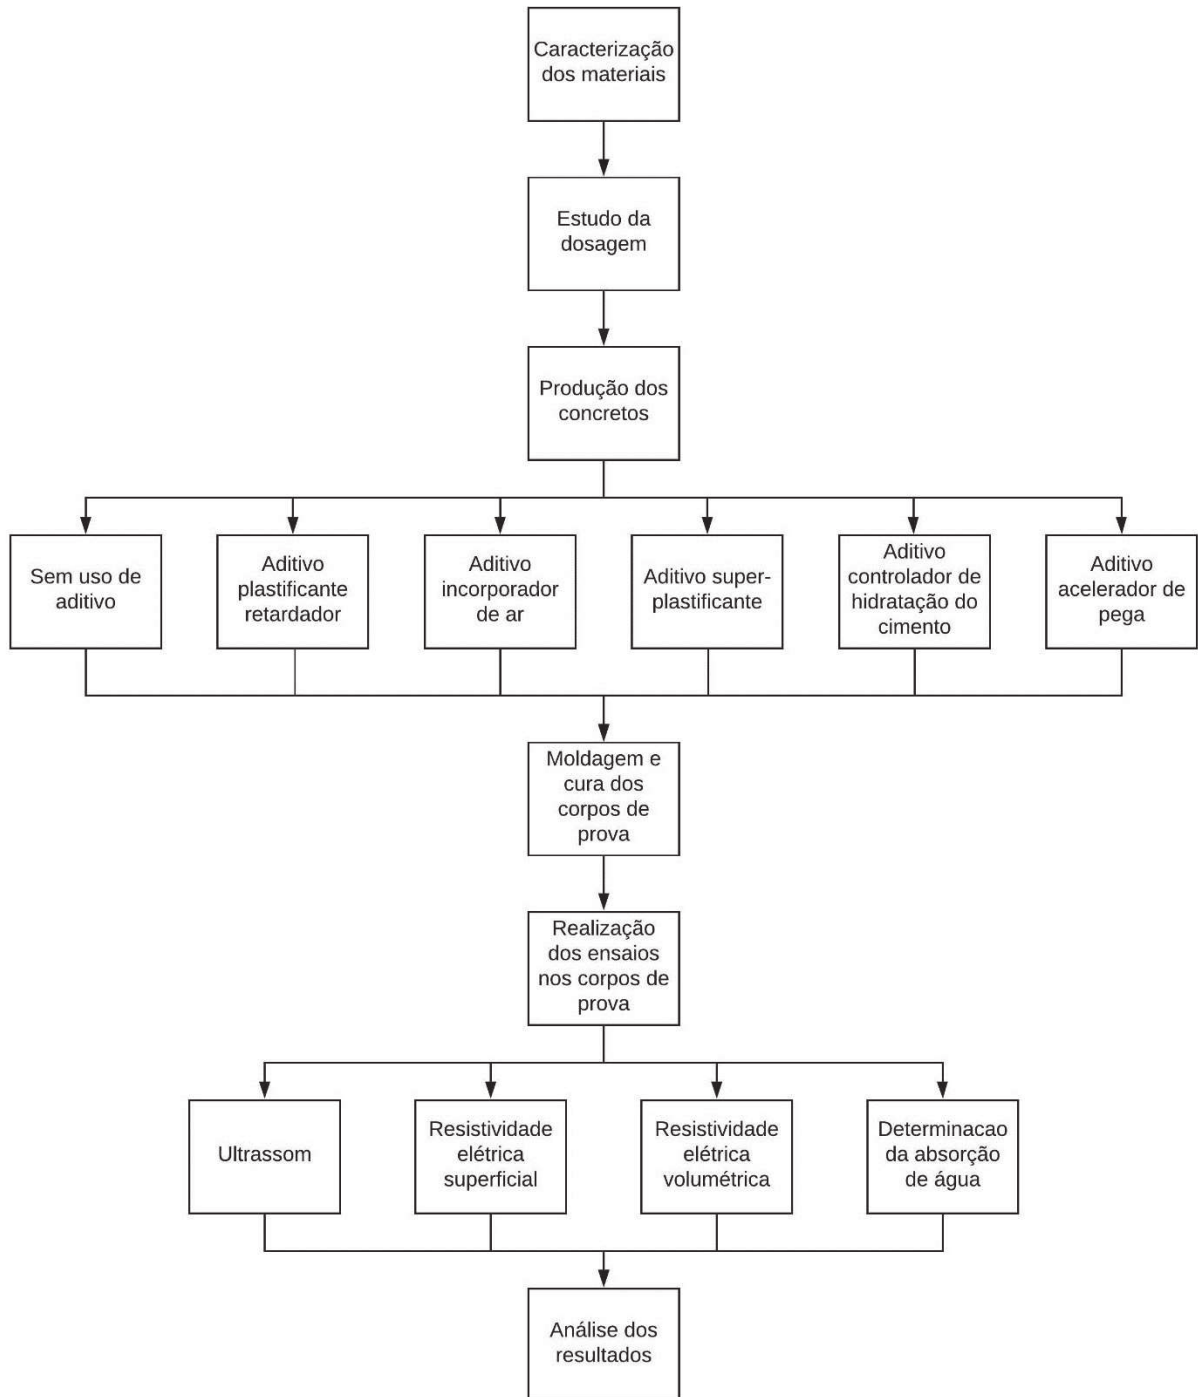 Caracterização
dos materiais
Estudo da
dosagem
Produção dos
concretos
Sem uso de
aditivo
Aditivo
plastificante
retardador
Aditivo
incorporador
de ar
Aditivo super-
plastificante
Aditivo
controlador de
hidratação do
cimento
Aditivo
acelerador de
pega
Moldagem e
cura dos
corpos de
prova
Realização
dos ensaios
nos corpos de
prova
Ultrassom
Resistividade
elétrica
superficial
Resistividade
elétrica
volumétrica
Determinacao
da absorção
de água
Análise dos
resultados